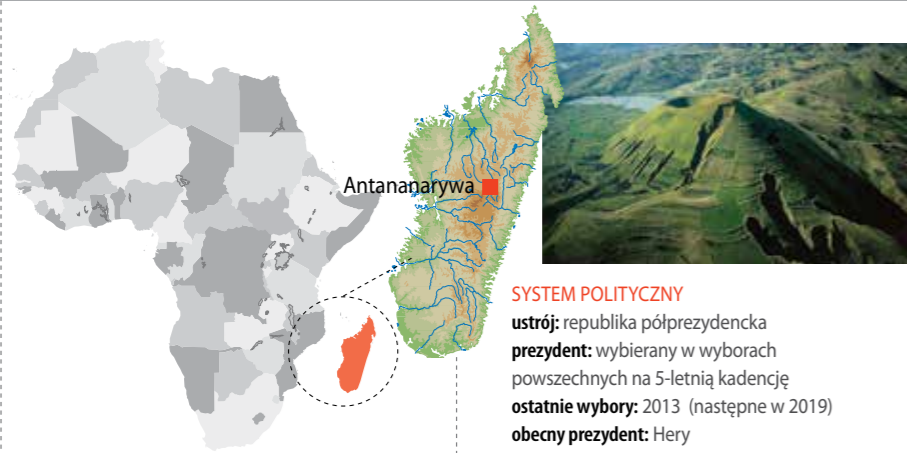 Antananarywa
SYSTEM POLITYCZNY
ustrój: republika półprezydencka
prezydent: wybierany w wyborach
powszechnych na 5-letnią kadencję
ostatnie wybory: 2013 (następne w 2019)
obecny prezydent: Hery